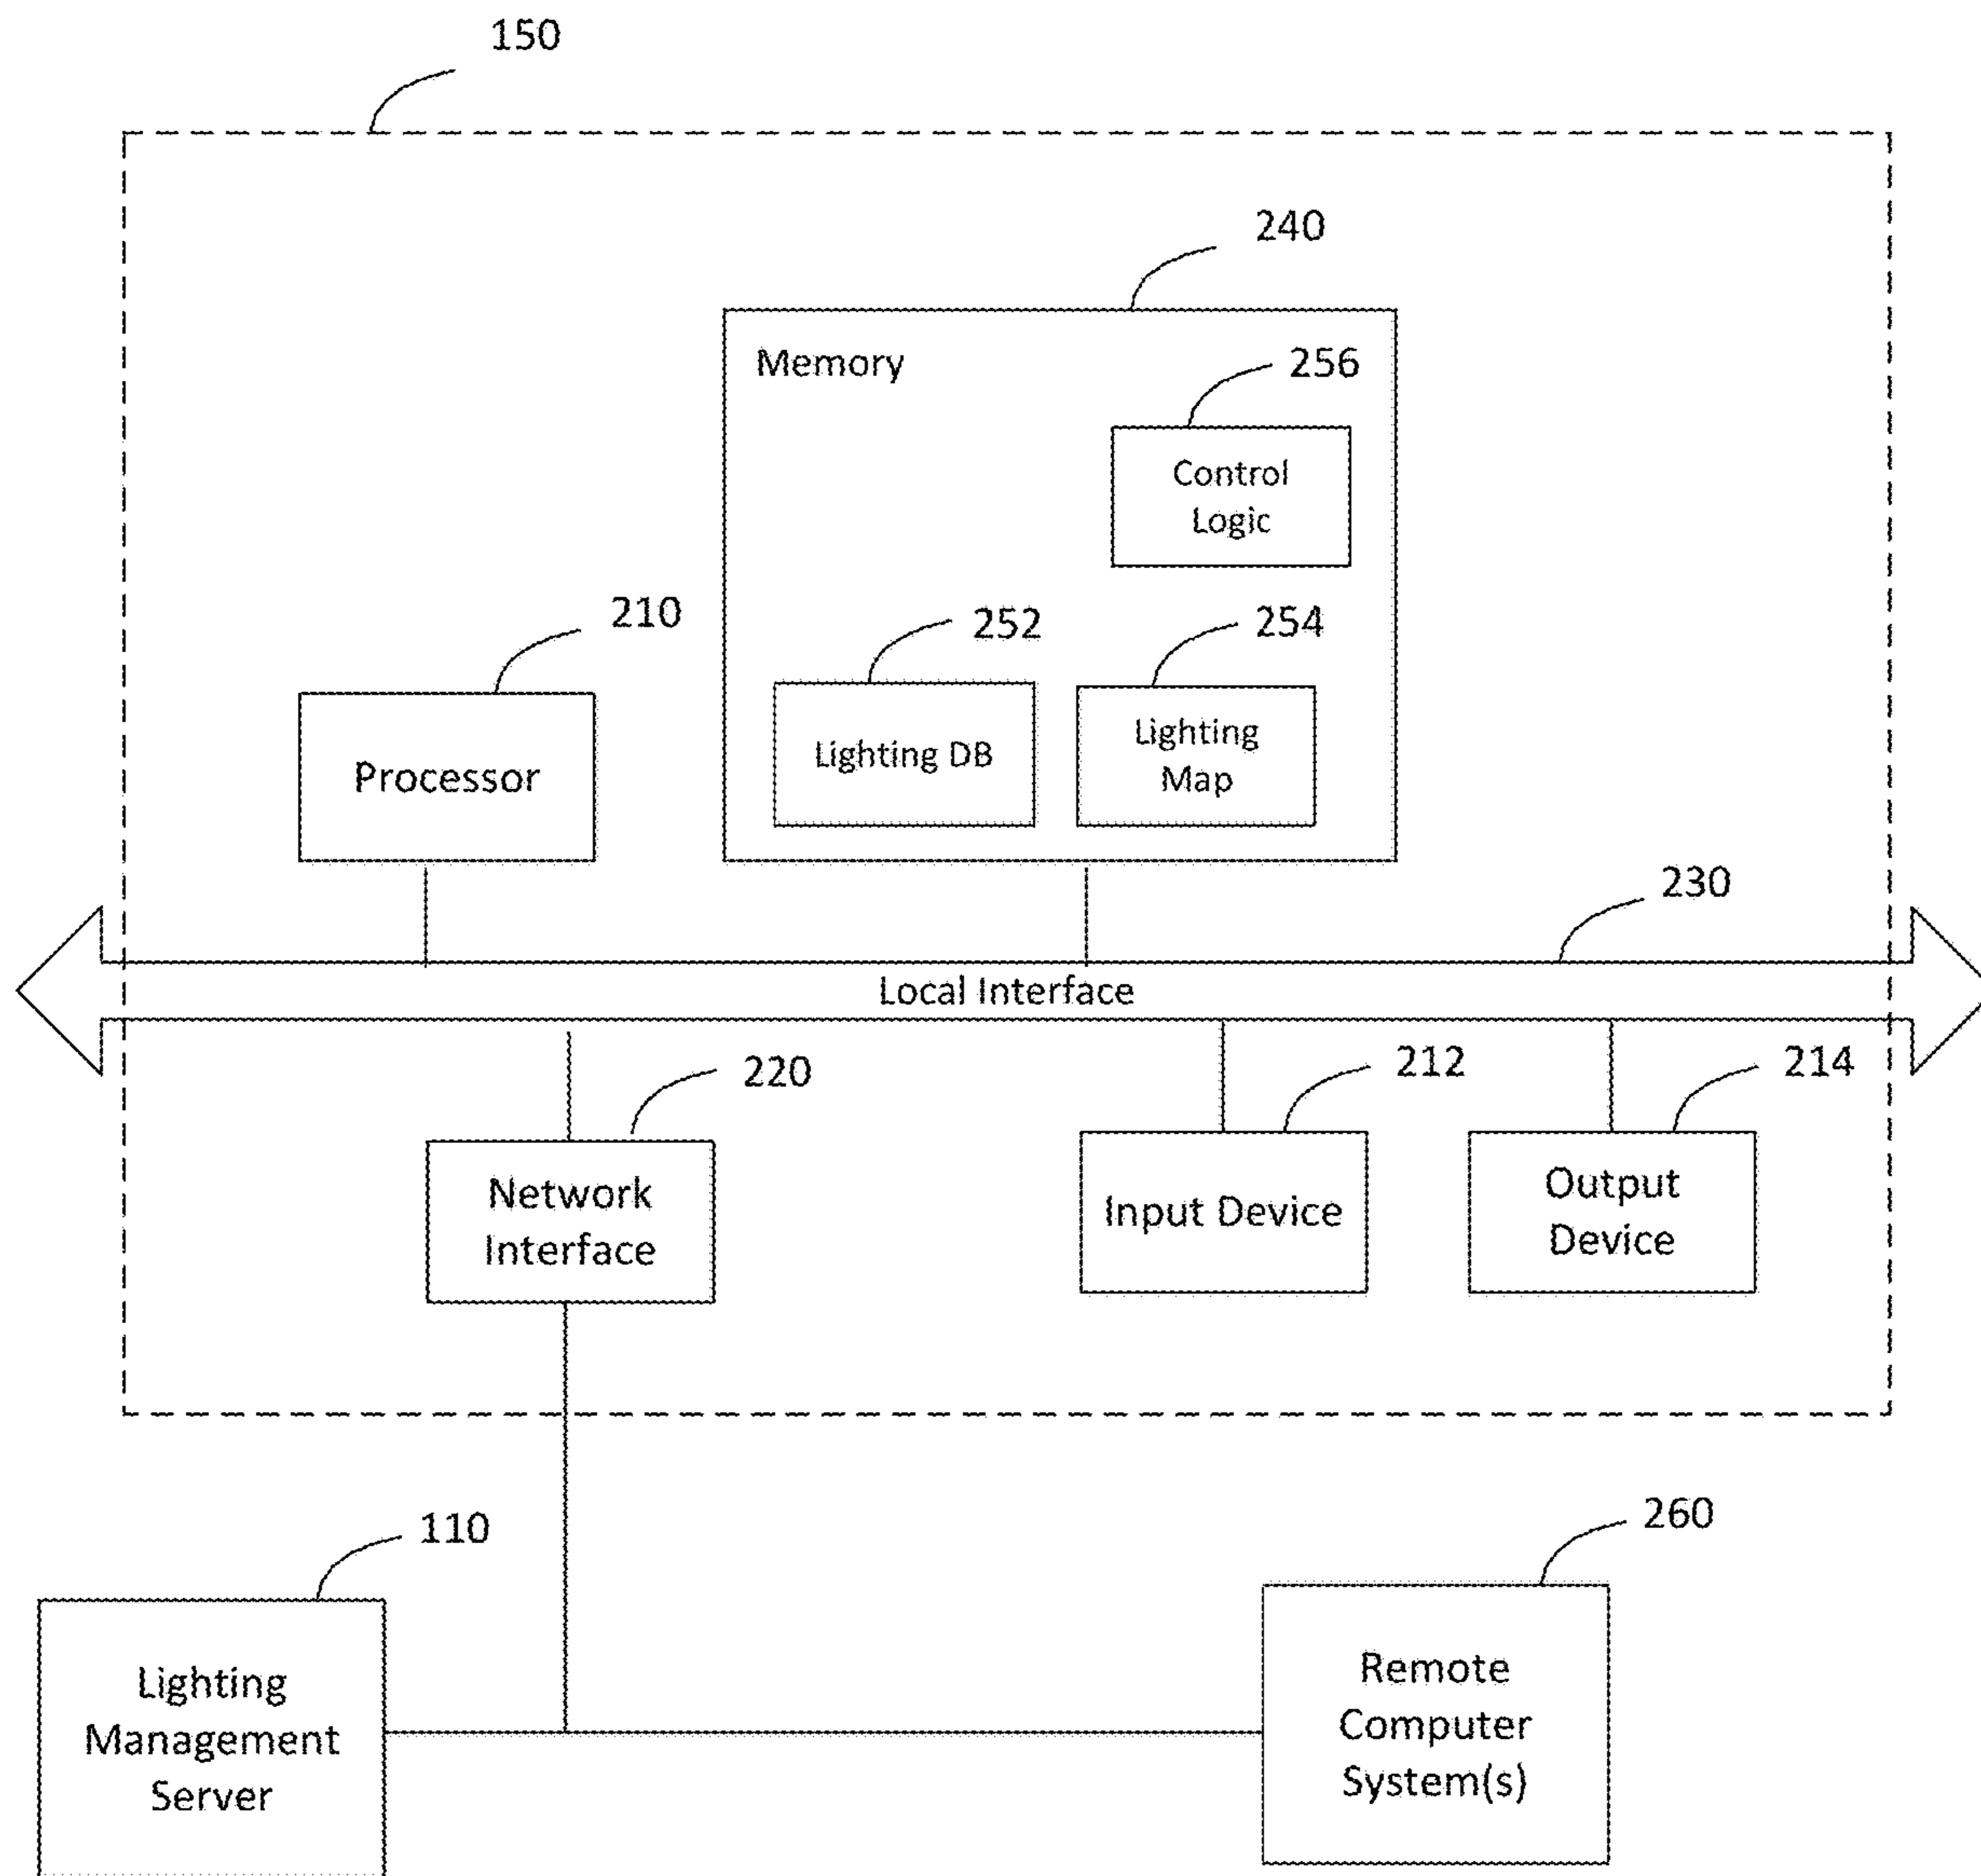 150
240
Memory
256
Control
Logic
210
252
254
Processor
Lighting DB
Lighting
Map
230
Local Interface
220
212
214
Network
Interface
Input Device
Output
Device
110
260
Lighting
Management
Server
Remote
Computer
System(s)